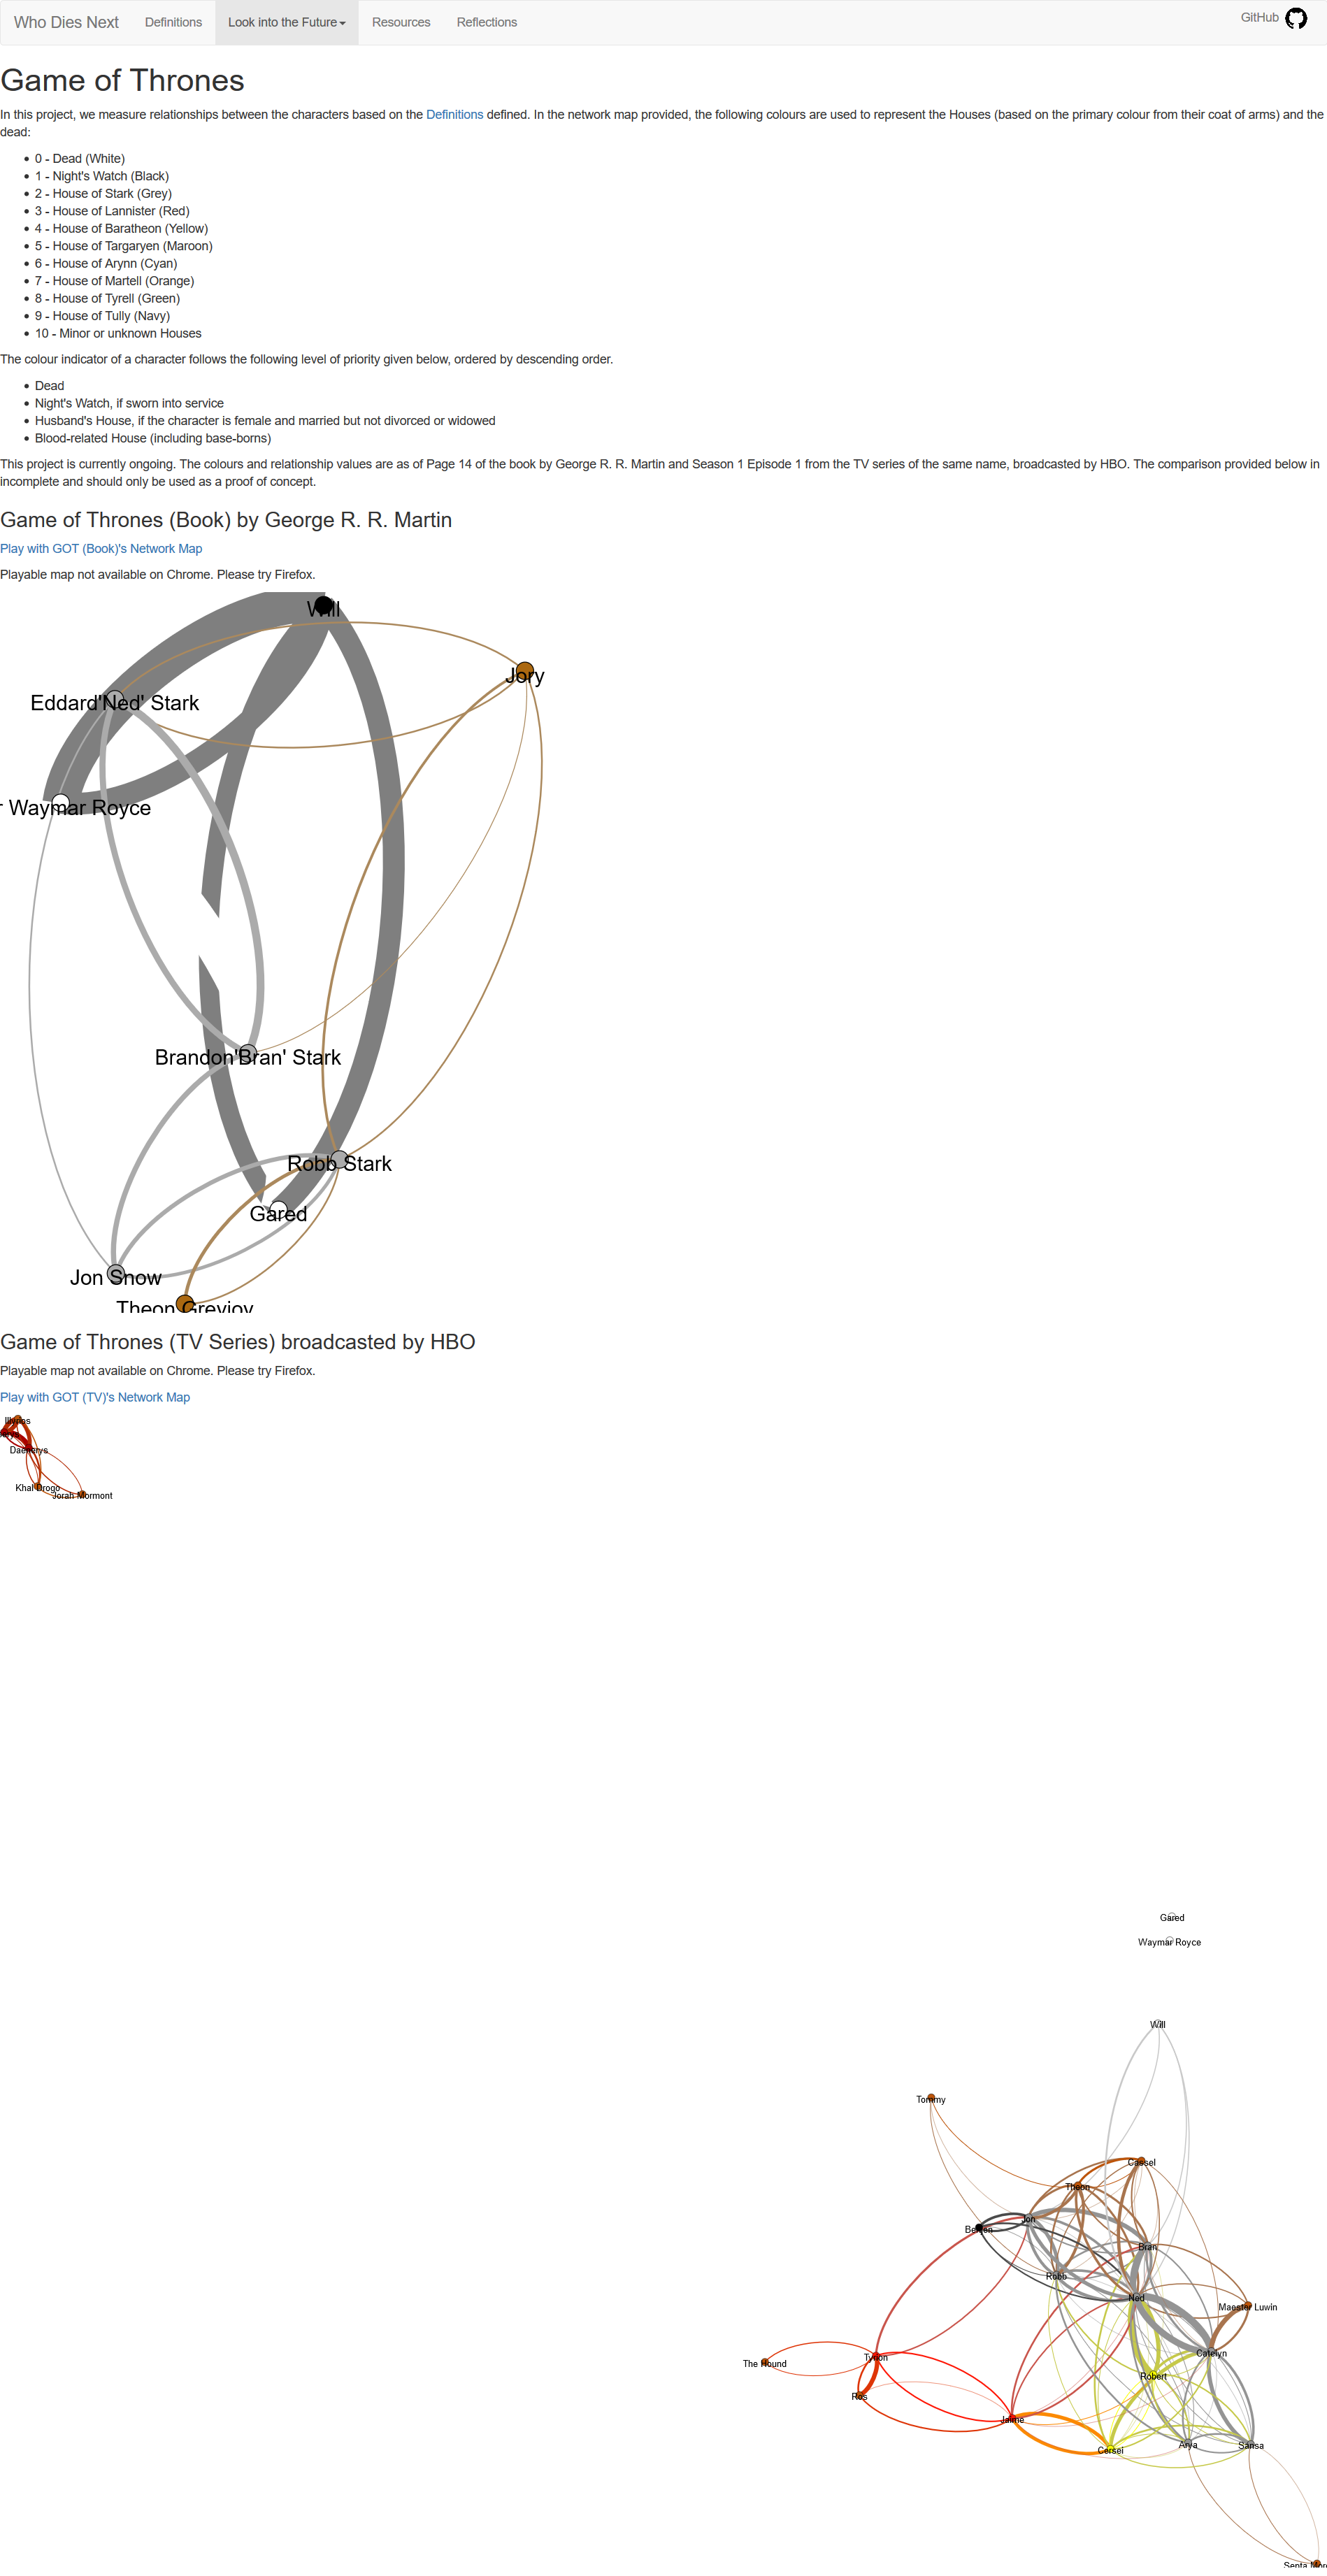 Who Dies Next Definitions Look into the Future Resources Reflections GitHub
Game of Thrones
In this project, we measure relationships between the characters based on the Definitions defined. In the network map provided, the following colours are used to represent the Houses (based on the primary colour from their coat of arms) and the
dead:
0 - Dead (White)
1 - Night's Watch (Black)
2 - House of Stark (Grey)
3 - House of Lannister (Red)
4 - House of Baratheon (Yellow)
5 - House of Targaryen (Maroon)
6 - House of Arynn (Cyan)
7 - House of Martell (Orange)
8 - House of Tyrell (Green)
9 - House of Tully (Navy)
10 - Minor or unknown Houses
The colour indicator of a character follows the following level of priority given below, ordered by descending order.
Dead
Night's Watch, if sworn into service
Husband's House, if the character is female and married but not divorced or widowed
Blood-related House (including base-borns)
This project is currently ongoing. The colours and relationship values are as of Page 14 of the book by George R. R. Martin and Season 1 Episode 1 from the TV series of the same name, broadcasted by HBO. The comparison provided below in
incomplete and should only be used as a proof of concept.
Game of Thrones (Book) by George R. R. Martin
Play with GOT (Book)'s Network Map
Playable map not available on Chrome. Please try Firefox.
Will
Jory
Eddard'Ned' Stark
r Waymar Royce
Brandon'Bran' Stark
Robb Stark
Gared
Jon Snow
Theon Greyjoy
Game of Thrones (TV Series) broadcasted by HBO
Playable map not available on Chrome. Please try Firefox.
Play with GOT (TV)'s Network Map
Daenerys
Khal Drogo
Jorah Mormont
Gared
Waymar Royce
Will
Tommy
Cassel
Theon
Jon
Benjen
Bran
Robb
Ned
Maester Luwin
Catelyn
Tyrion
The Hound
Robert
Ros
Jaime
Arya
Sansa
Cersei
Septa